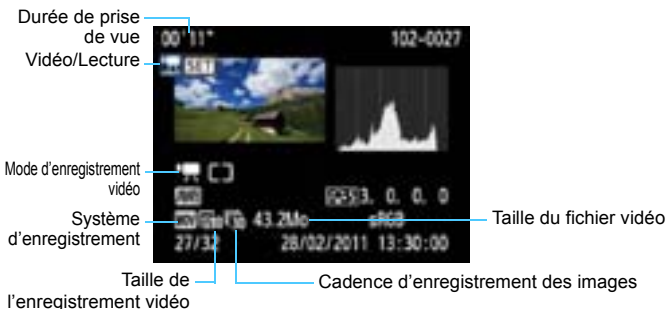 Durée de prise
de vue
00'11"
102-0027
Vidéo/Lecture
SET
Mode d'enregistrement
vidéo
3, 0, 0, 0
Système
d'enregistrement
MOV
43.2Mo
sRGB
Taille du fichier vidéo
27/32
28/02/2011 13:30:00
Taille de
l'enregistrement vidéo
Cadence d'enregistrement des images